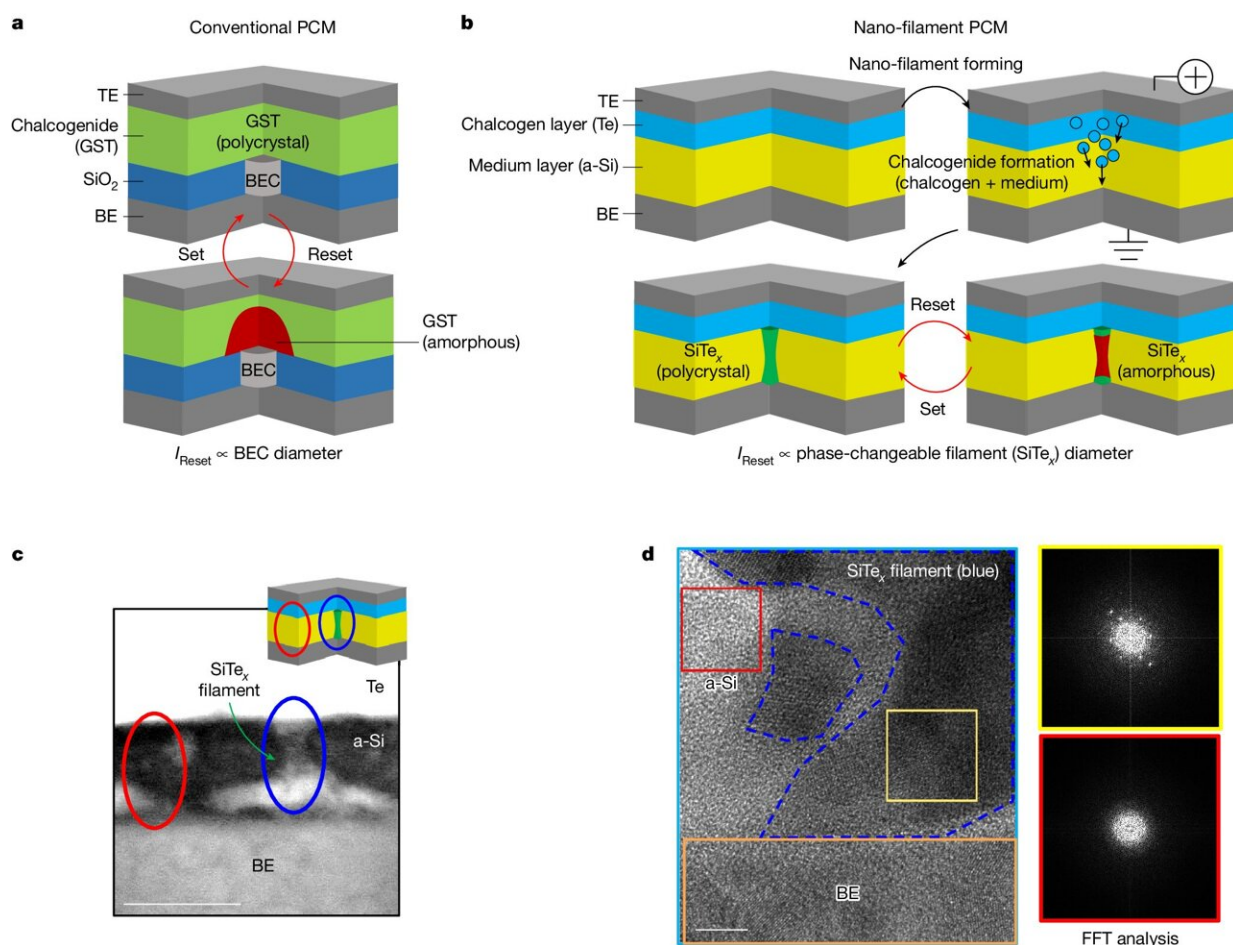 a
Conventional PCM
TE
Chalcogenide
(GST)
SiO₂
BE
GST
(polycrystal)
BEC
Set
Reset
GST
(amorphous)
BEC
I_Reset ∝ BEC diameter
b
Nano-filament PCM
Nano-filament forming
TE
Chalcogen layer (Te)
Medium layer (a-Si)
BE
+
Chalcogenide formation
(chalcogen + medium)
SiTeₓ
(polycrystal)
Reset
Set
SiTeₓ
(amorphous)
I_Reset ∝ phase-changeable filament (SiTeₓ) diameter
c
SiTeₓ
filament
Te
a-Si
BE
d
SiTeₓ filament (blue)
a-Si
BE
FFT analysis